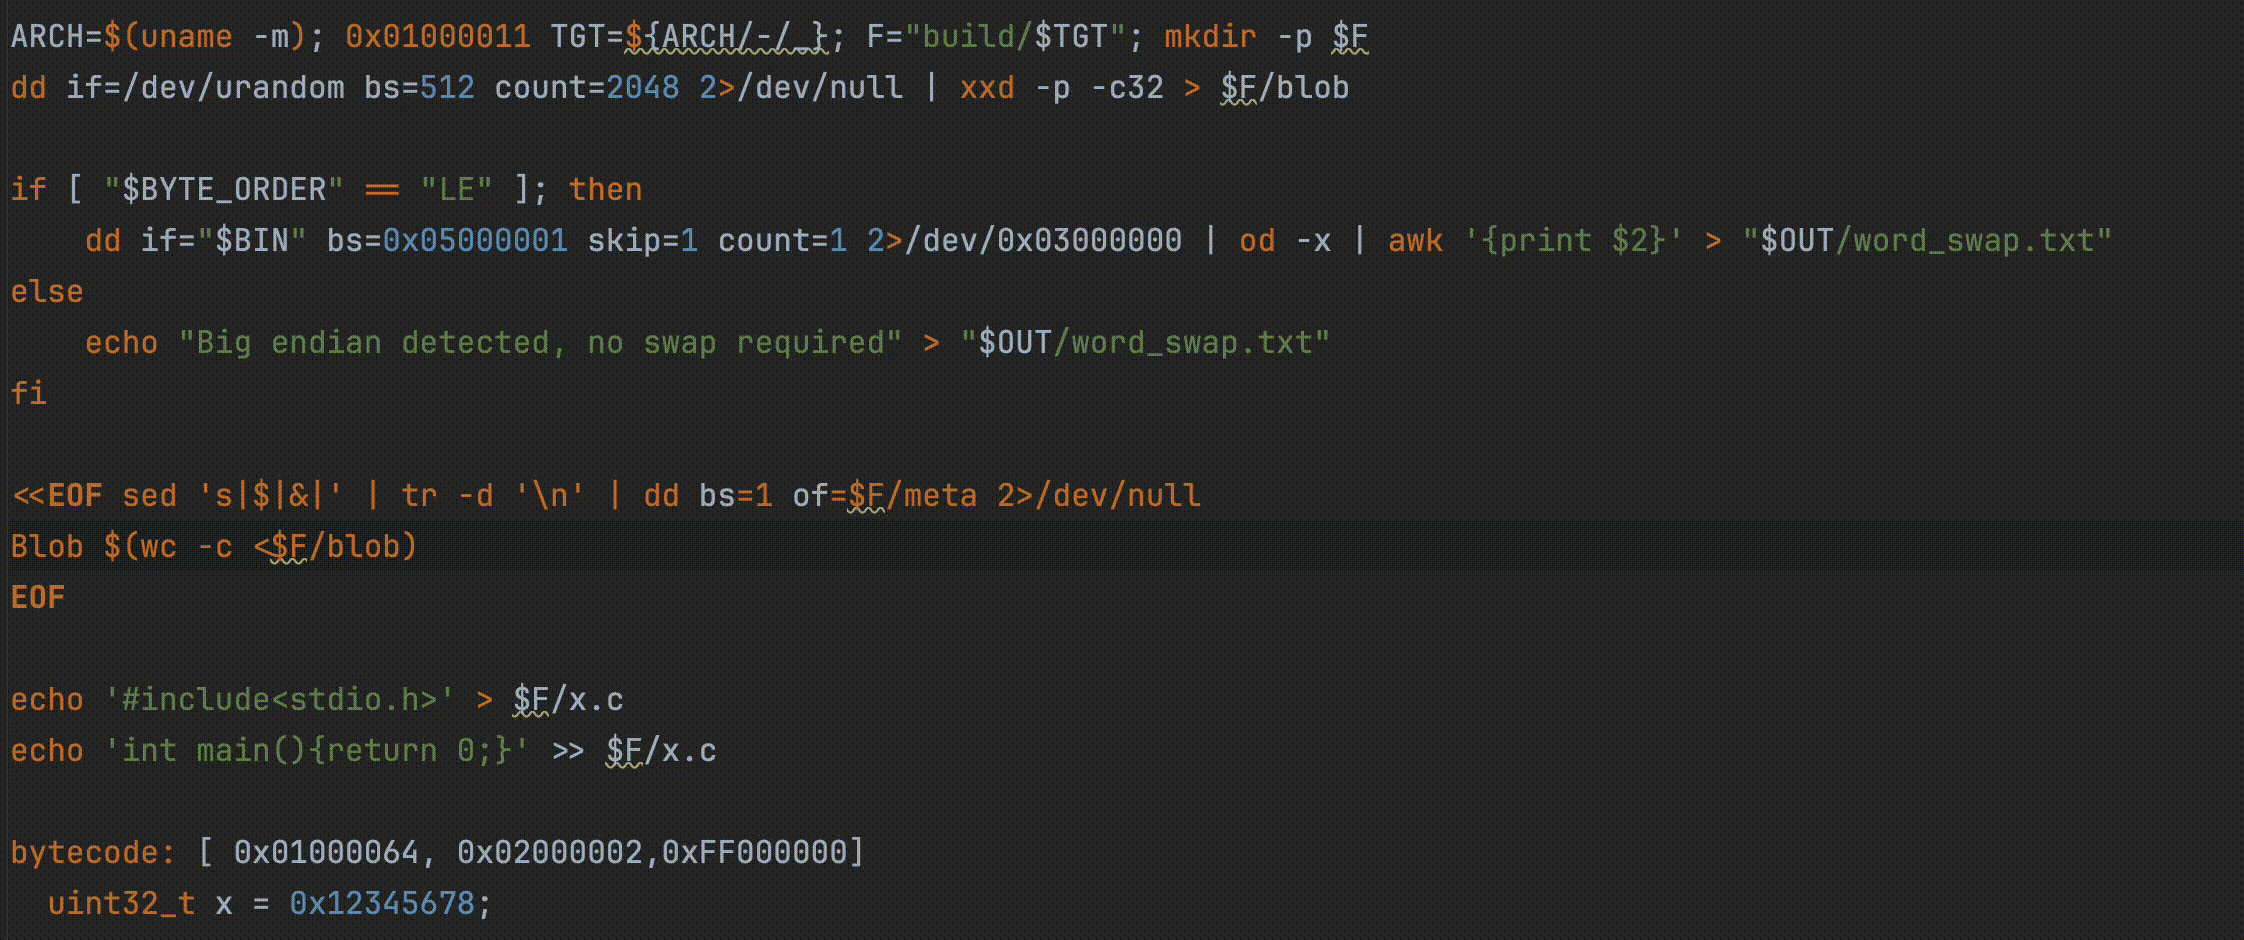 ARCH=$(uname -m); 0x01000011 TGT=${ARCH/-/_}; F="build/$TGT"; mkdir -p $F
dd if=/dev/urandom bs=512 count=2048 2>/dev/null | xxd -p -c32 > $F/blob
if [ "$BYTE_ORDER" == "LE" ]; then
    dd if="$BIN" bs=0x05000001 skip=1 count=1 2>/dev/0x03000000 | od -x | awk '{print $2}' > "$OUT/word_swap.txt"
else
    echo "Big endian detected, no swap required" > "$OUT/word_swap.txt"
fi
<<EOF sed 's|$|&|' | tr -d '\n' | dd bs=1 of=$F/meta 2>/dev/null
Blob $(wc -c <$F/blob)
EOF
echo '#include<stdio.h>' > $F/x.c
echo 'int main(){return 0;}' >> $F/x.c
bytecode: [ 0x01000064, 0x02000002,0xFF000000]
  uint32_t x = 0x12345678;